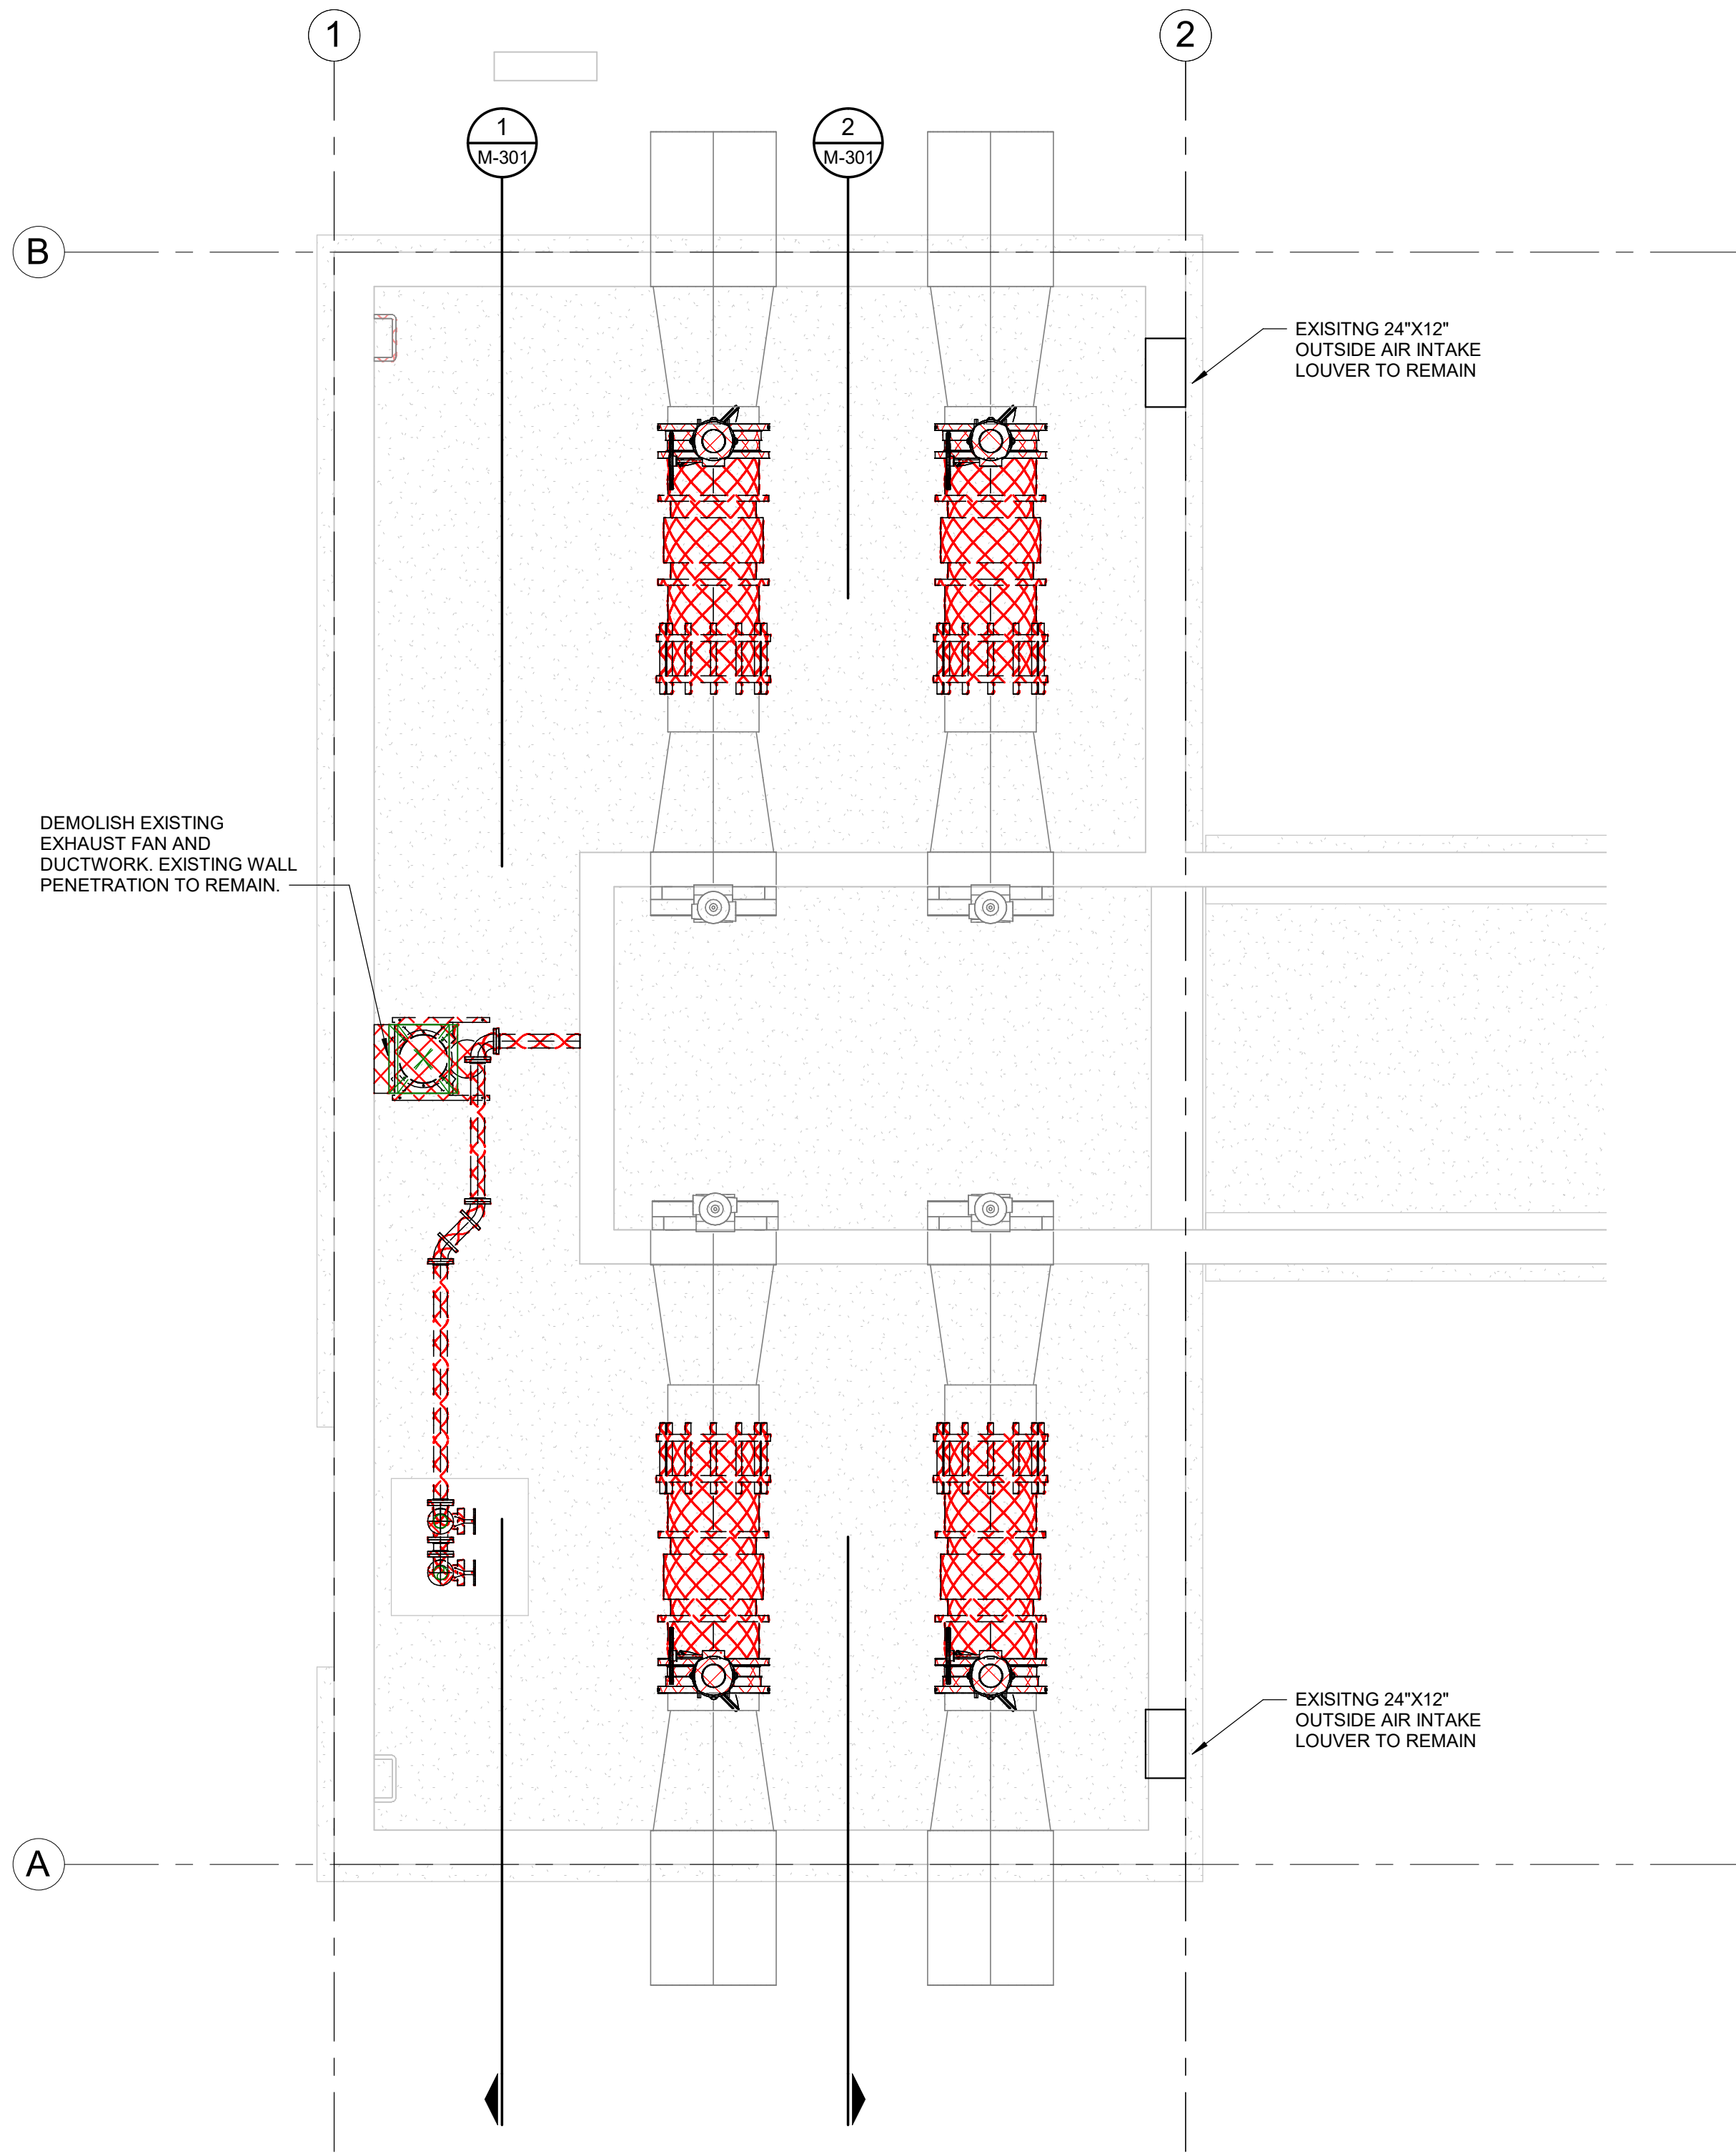 1
2
1
M-301
2
M-301
B
EXISITNG 24"X12"
OUTSIDE AIR INTAKE
LOUVER TO REMAIN
DEMOLISH EXISTING
EXHAUST FAN AND
DUCTWORK. EXISTING WALL
PENETRATION TO REMAIN.
EXISITNG 24"X12"
OUTSIDE AIR INTAKE
LOUVER TO REMAIN
A